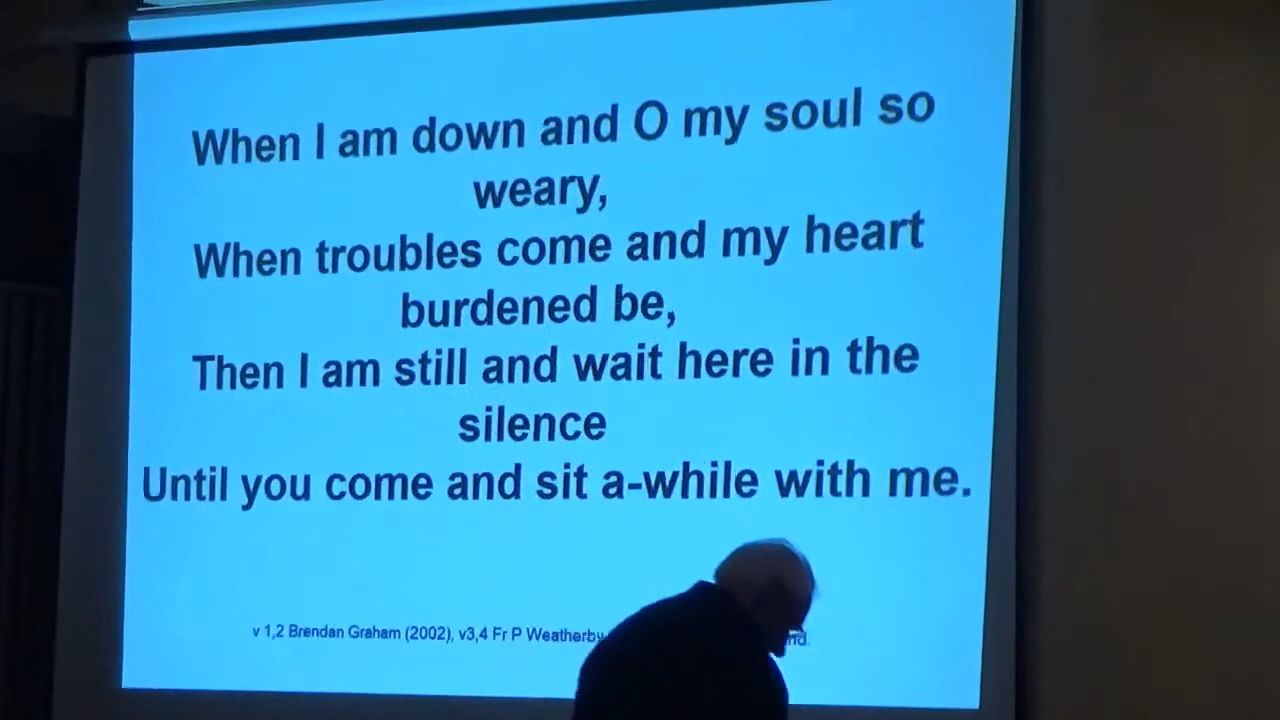 When I am down and O my soul so
weary,
When troubles come and my heart
burdened be,
Then I am still and wait here in the
silence
Until you come and sit a-while with me.
v 1,2 Brendan Graham (2002), v3,4 Fr P Weatherby